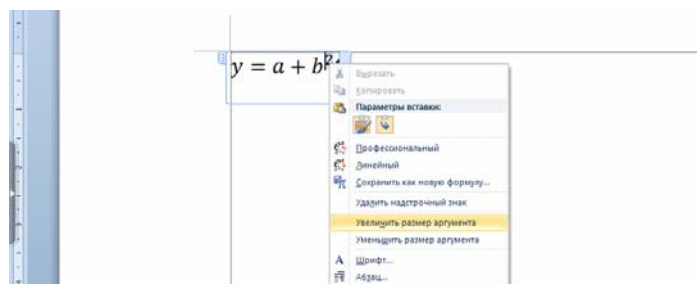 y = a + b²
Вырезать
Копировать
Параметры вставки:
Профессиональный
Линейный
Сохранить как новую формулу...
Удалить надстрочный знак
Увеличить размер аргумента
Уменьшить размер аргумента
Шрифт...
Абзац...